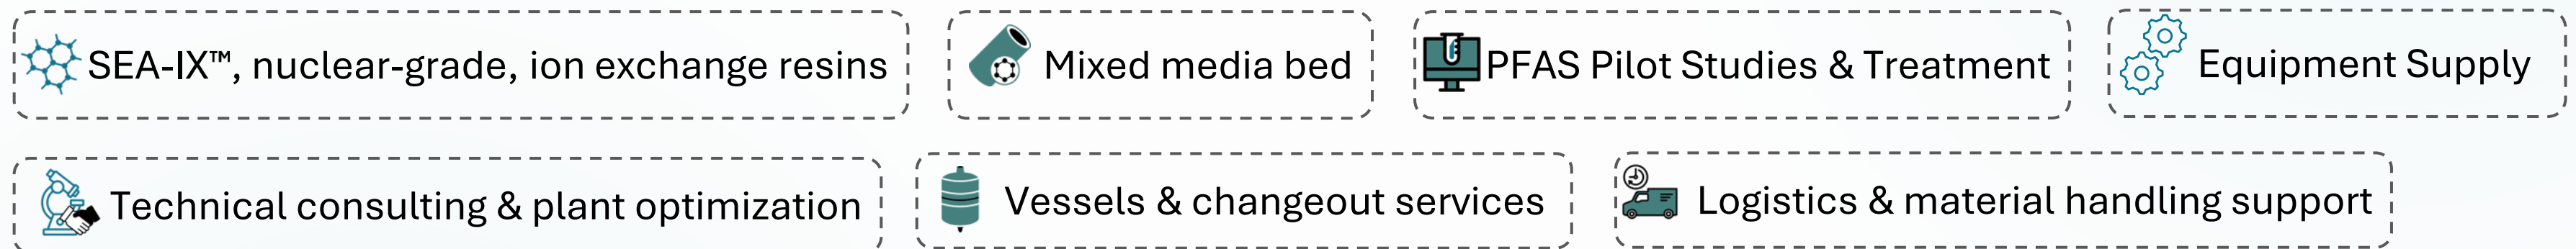 SEA-IX™, nuclear-grade, ion exchange resins
Mixed media bed
PFAS Pilot Studies & Treatment
Equipment Supply
Technical consulting & plant optimization
Vessels & changeout services
Logistics & material handling support